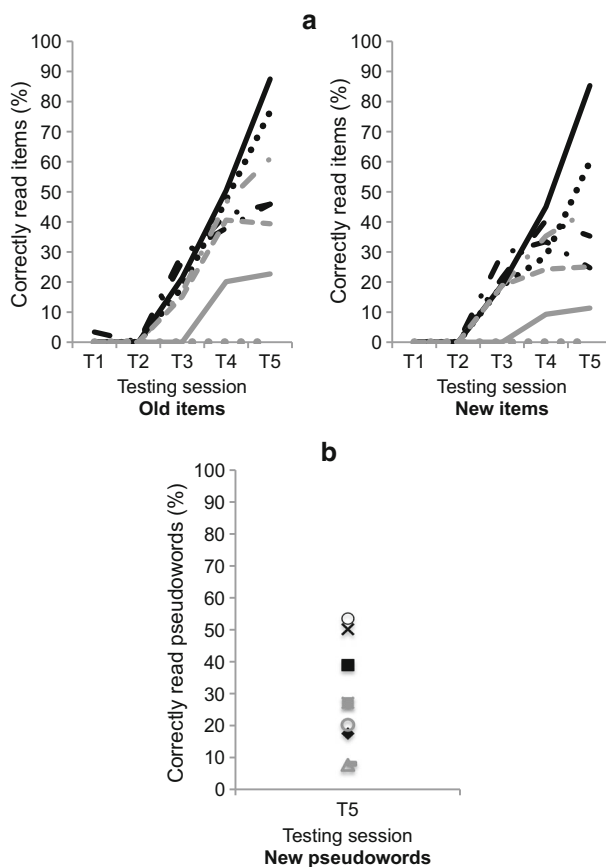 a
Correctly read items (%)
100
90
80
70
60
50
40
30
20
10
0
T1 T2 T3 T4 T5
Testing session
Old items
Correctly read items (%)
100
90
80
70
60
50
40
30
20
10
0
T1 T2 T3 T4 T5
Testing session
New items
b
Correctly read pseudowords (%)
100
90
80
70
60
50
40
30
20
10
0
T5
Testing session
New pseudowords